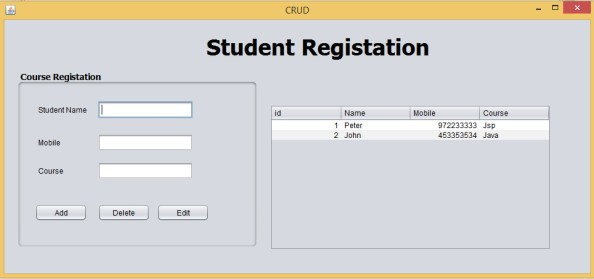 CRUD
Student Registation
Course Registation
Student Name
Mobile
Course
Add Delete Edit
id Name Mobile Course
1 Peter 972233333 Jsp
2 John 453353534 Java